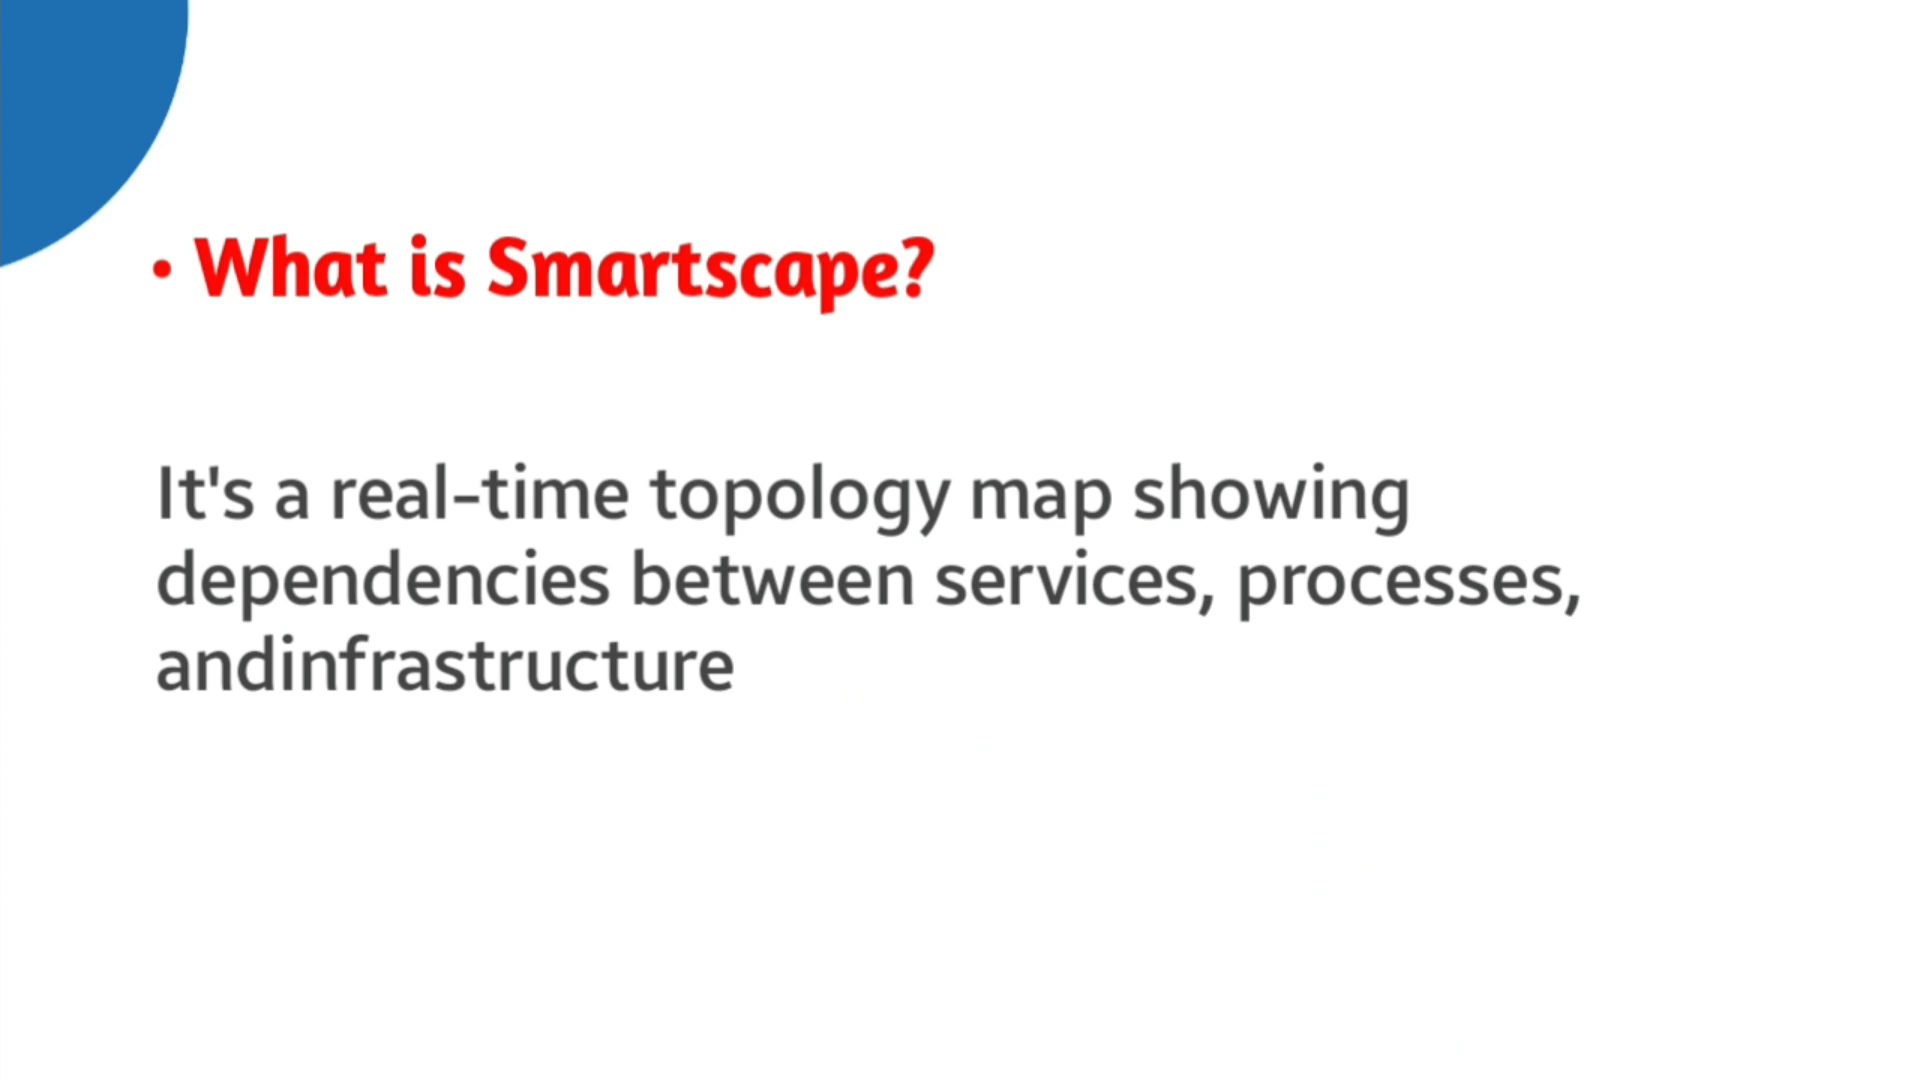 • What is Smartscape?
It's a real-time topology map showing
dependencies between services, processes,
andinfrastructure